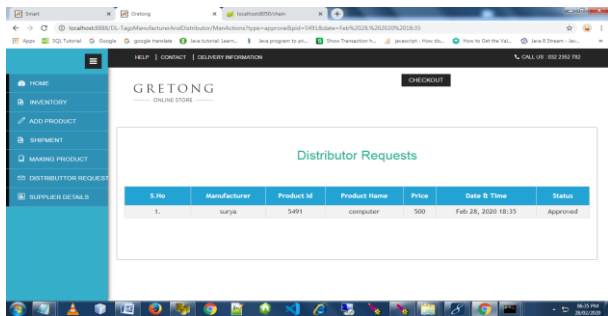 Smart
Gretong
localhost:8050/chain
localhost:8888/DL-TagsManufacturerAndDistributor/ManActions?type=approve&pid=5491&date=Feb%2028,%202020%2018:35
Apps
SQL Tutorial
Google
google translate
Java tutorial: Learn...
Java program to pr...
Show Transaction h...
javascript - How do...
How to Get the Val...
Java 8 Stream - Jav...
HELP | CONTACT | DELIVERY INFORMATION
CALL US : 032 2352 782
HOME
INVENTORY
ADD PRODUCT
SHIPMENT
MAKING PRODUCT
DISTRIBUTTOR REQUEST
SUPPLIER DETAILS
GRETONG
ONLINE STORE
CHECKOUT
Distributor Requests
S.No Manufacturer Product Id Product Name Price Date & Time Status
1. surya 5491 computer 500 Feb 28, 2020 18:35 Approved
06:35 PM
28/02/2020